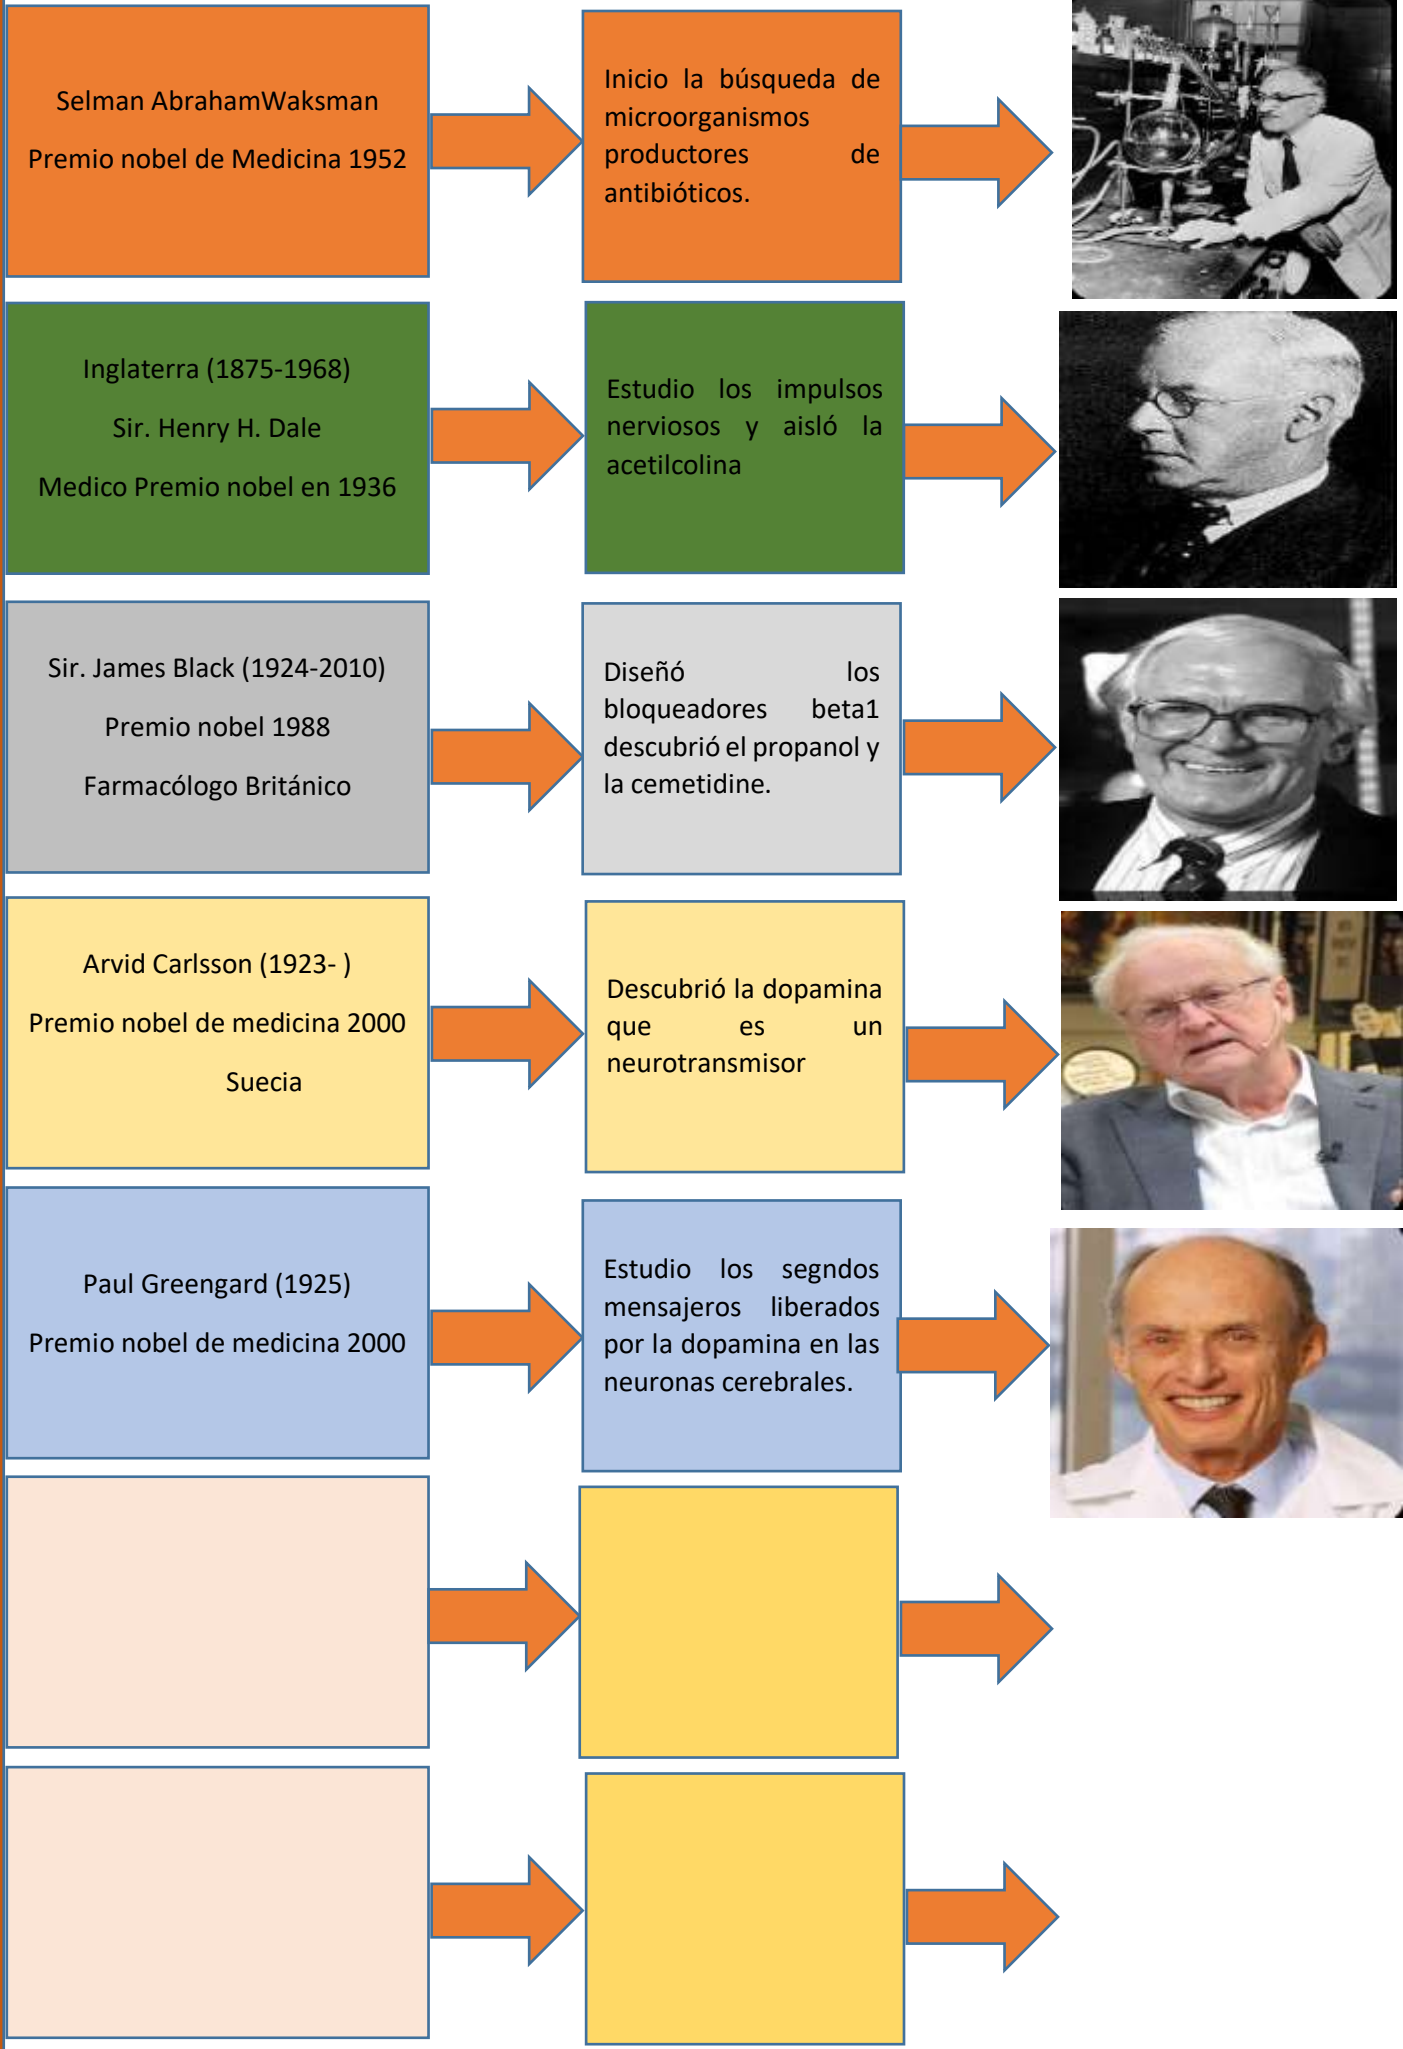 Selman AbrahamWaksman
Premio nobel de Medicina 1952
Inicio la búsqueda de
microorganismos
productores de
antibióticos.
Inglaterra (1875-1968)
Sir. Henry H. Dale
Medico Premio nobel en 1936
Estudio los impulsos
nerviosos y aisló la
acetilcolina
Sir. James Black (1924-2010)
Premio nobel 1988
Farmacólogo Británico
Diseñó los
bloqueadores beta1
descubrió el propanol y
la cemetidine.
Arvid Carlsson (1923- )
Premio nobel de medicina 2000
Suecia
Descubrió la dopamina
que es un
neurotransmisor
Paul Greengard (1925)
Premio nobel de medicina 2000
Estudio los segndos
mensajeros liberados
por la dopamina en las
neuronas cerebrales.